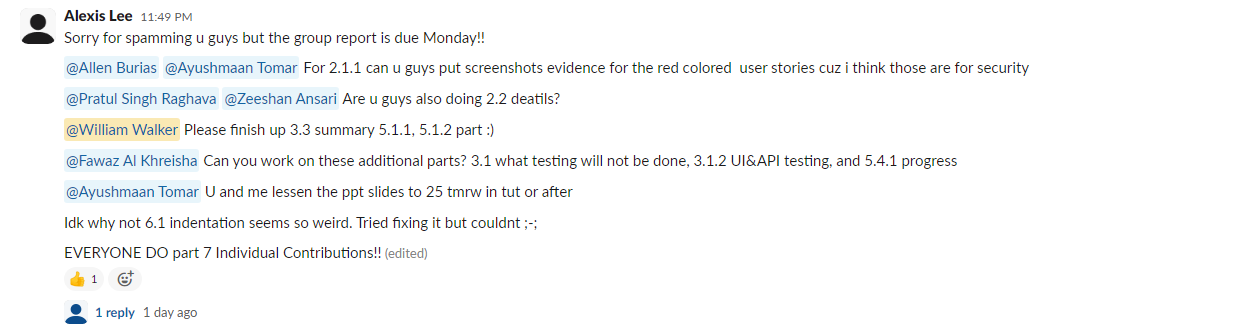 Alexis Lee 11:49 PM
Sorry for spamming u guys but the group report is due Monday!!
@Allen Burias @Ayushmaan Tomar For 2.1.1 can u guys put screenshots evidence for the red colored user stories cuz i think those are for security
@Pratul Singh Raghava @Zeeshan Ansari Are u guys also doing 2.2 deatils?
@William Walker Please finish up 3.3 summary 5.1.1, 5.1.2 part :)
@Fawaz Al Khreisha Can you work on these additional parts? 3.1 what testing will not be done, 3.1.2 UI&API testing, and 5.4.1 progress
@Ayushmaan Tomar U and me lessen the ppt slides to 25 tmrw in tut or after
Idk why not 6.1 indentation seems so weird. Tried fixing it but couldnt ;-;
EVERYONE DO part 7 Individual Contributions!! (edited)
👍 1
1 reply 1 day ago